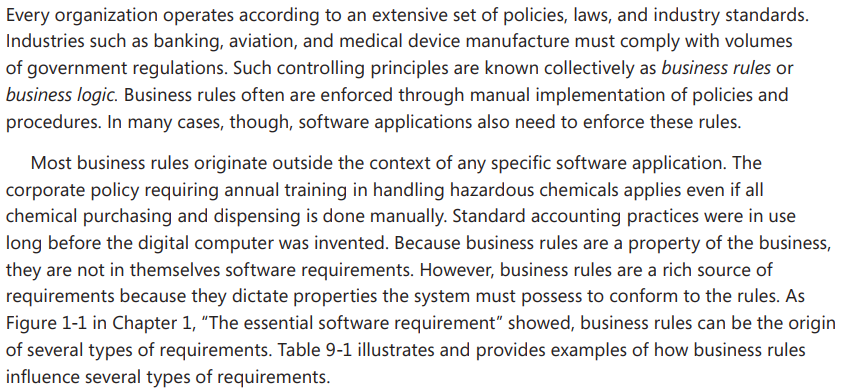 Every organization operates according to an extensive set of policies, laws, and industry standards.
Industries such as banking, aviation, and medical device manufacture must comply with volumes
of government regulations. Such controlling principles are known collectively as business rules or
business logic. Business rules often are enforced through manual implementation of policies and
procedures. In many cases, though, software applications also need to enforce these rules.
Most business rules originate outside the context of any specific software application. The
corporate policy requiring annual training in handling hazardous chemicals applies even if all
chemical purchasing and dispensing is done manually. Standard accounting practices were in use
long before the digital computer was invented. Because business rules are a property of the business,
they are not in themselves software requirements. However, business rules are a rich source of
requirements because they dictate properties the system must possess to conform to the rules. As
Figure 1-1 in Chapter 1, “The essential software requirement” showed, business rules can be the origin
of several types of requirements. Table 9-1 illustrates and provides examples of how business rules
influence several types of requirements.